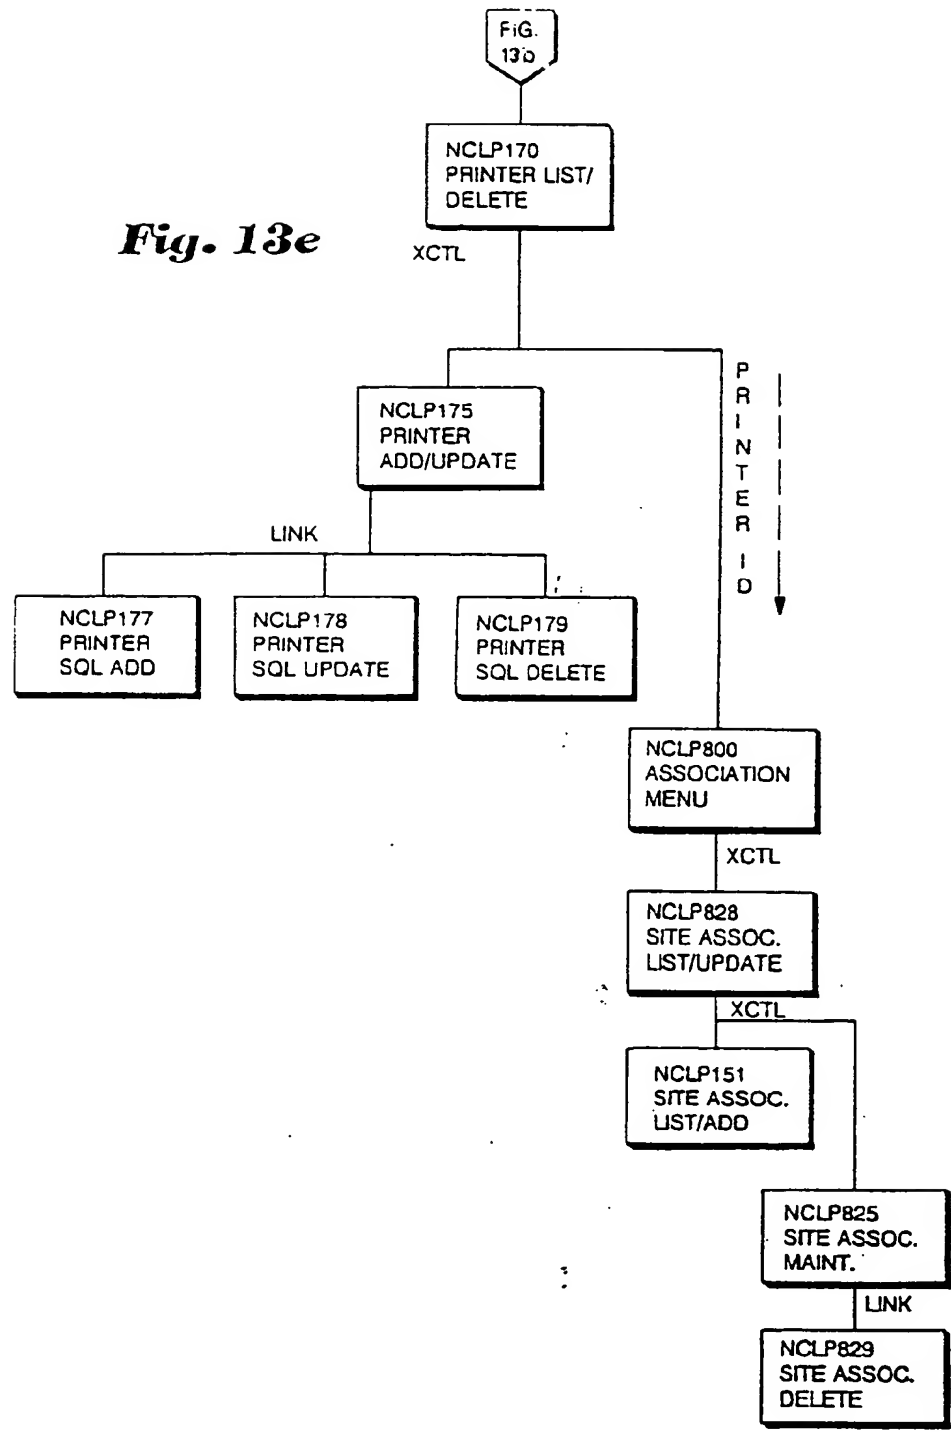 FIG.
13b
NCLP170
PRINTER LIST/
DELETE
Fig. 13e
XCTL
PRINTER ID
NCLP175
PRINTER
ADD/UPDATE
LINK
NCLP177
PRINTER
SQL ADD
NCLP178
PRINTER
SQL UPDATE
NCLP179
PRINTER
SQL DELETE
NCLP800
ASSOCIATION
MENU
XCTL
NCLP828
SITE ASSOC.
LIST/UPDATE
XCTL
NCLP151
SITE ASSOC.
LIST/ADD
NCLP825
SITE ASSOC.
MAINT.
LINK
NCLP829
SITE ASSOC.
DELETE